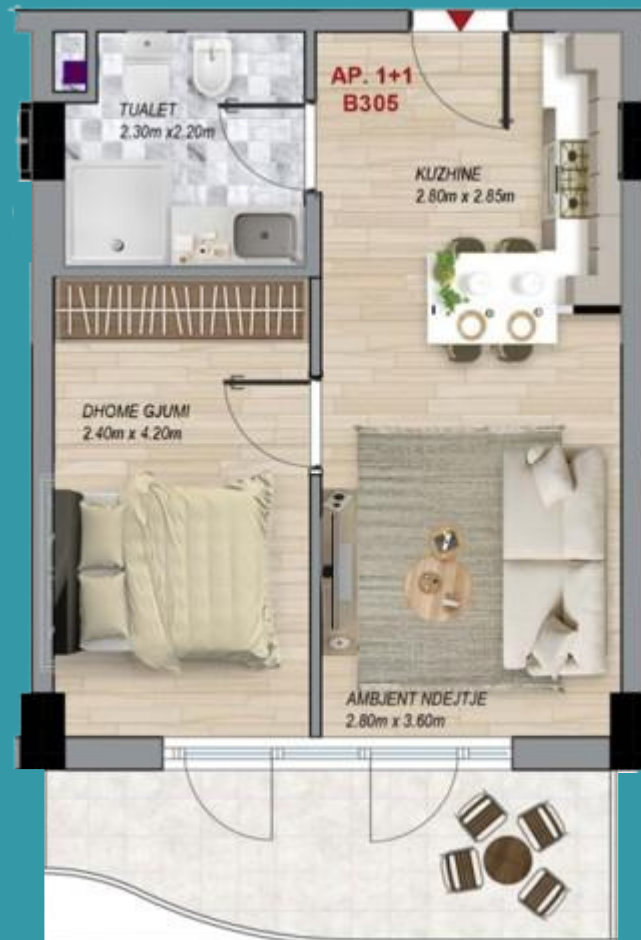 AP. 1+1
B305
TUALET
2.30m x2.20m
KUZHINE
2.80m x 2.85m
DHOME GJUMI
2.40m x 4.20m
AMBJENT NDEJTJE
2.80m x 3.60m